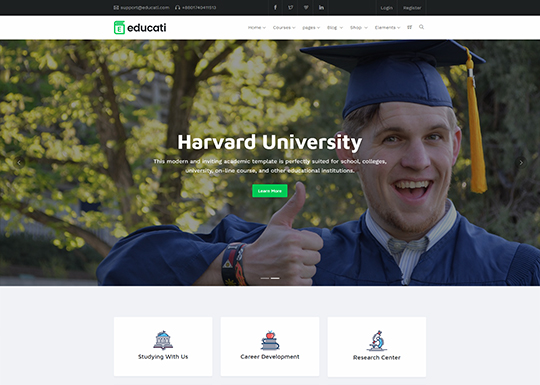 support@educati.com +8801740411513 Login Register
educati Home Courses pages Blog Shop Elements
Harvard University
This modern and inviting academic template is perfectly suited for school, colleges,
university, on-line course, and other educational institutions.
Learn More
Studying With Us Career Development Research Center